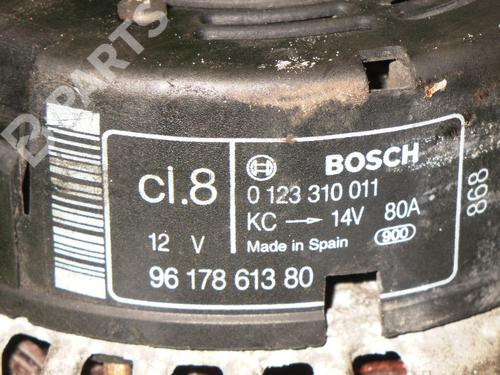 B-PARTS
cl.8
BOSCH
0 123 310 011
KC → 14V 80A
12 V
Made in Spain
900
96 178 613 80
868